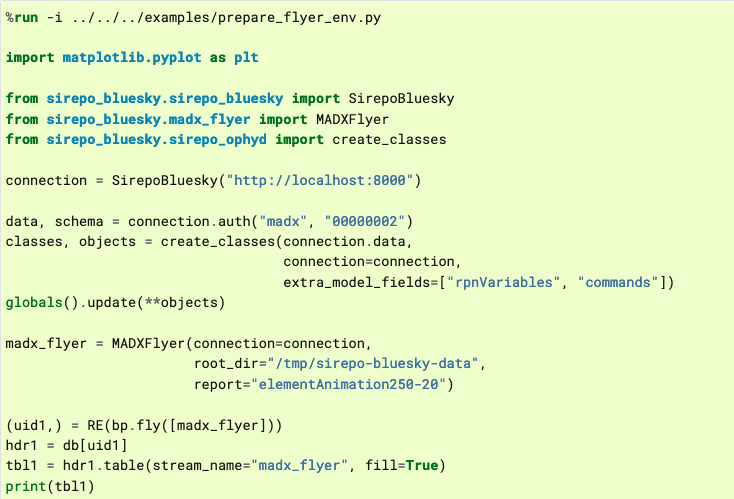 %run -i ../../../examples/prepare_flyer_env.py
import matplotlib.pyplot as plt
from sirepo_bluesky.sirepo_bluesky import SirepoBluesky
from sirepo_bluesky.madx_flyer import MADXFlyer
from sirepo_bluesky.sirepo_ophyd import create_classes
connection = SirepoBluesky("http://localhost:8000")
data, schema = connection.auth("madx", "00000002")
classes, objects = create_classes(connection.data,
                                  connection=connection,
                                  extra_model_fields=["rpnVariables", "commands"])
globals().update(**objects)
madx_flyer = MADXFlyer(connection=connection,
                       root_dir="/tmp/sirepo-bluesky-data",
                       report="elementAnimation250-20")
(uid1,) = RE(bp.fly([madx_flyer]))
hdr1 = db[uid1]
tbl1 = hdr1.table(stream_name="madx_flyer", fill=True)
print(tbl1)